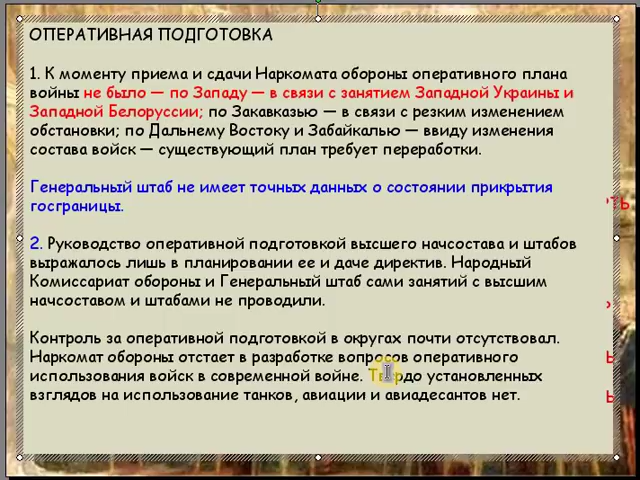 ОПЕРАТИВНАЯ ПОДГОТОВКА
1. К моменту приема и сдачи Наркомата обороны оперативного плана
войны не было — по Западу — в связи с занятием Западной Украины и
Западной Белоруссии; по Закавказью — в связи с резким изменением
обстановки; по Дальнему Востоку и Забайкалью — ввиду изменения
состава войск — существующий план требует переработки.
Генеральный штаб не имеет точных данных о состоянии прикрытия
госграницы.
2. Руководство оперативной подготовкой высшего начсостава и штабов
выражалось лишь в планировании ее и даче директив. Народный
Комиссариат обороны и Генеральный штаб сами занятий с высшим
начсоставом и штабами не проводили.
Контроль за оперативной подготовкой в округах почти отсутствовал.
Наркомат обороны отстает в разработке вопросов оперативного
использования войск в современной войне. Твердо установленных
взглядов на использование танков, авиации и авиадесантов нет.